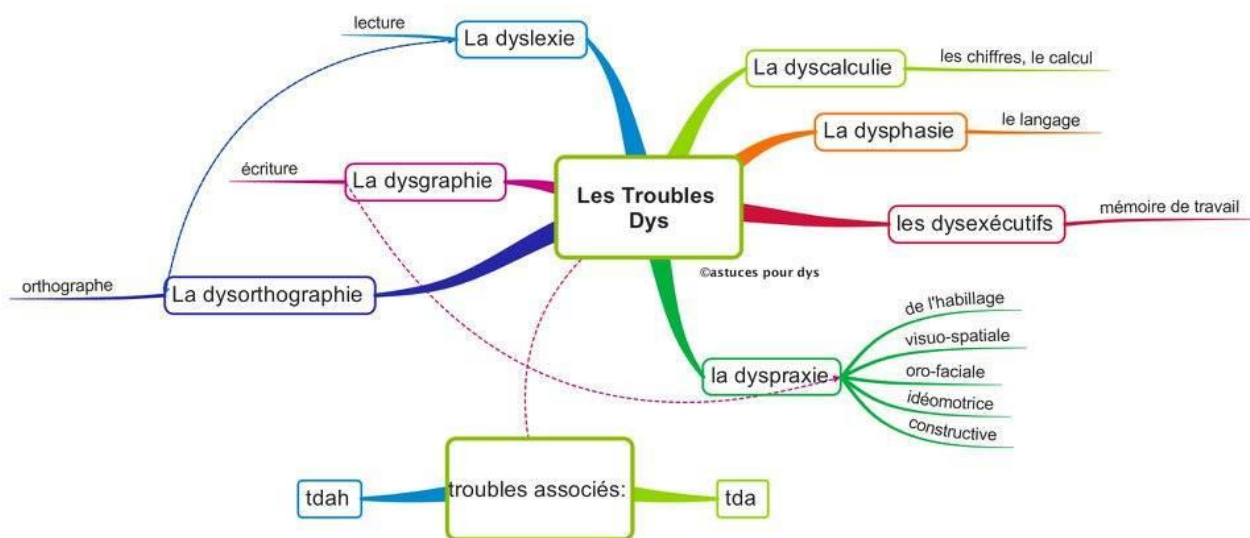 lecture
La dyslexie
La dyscalculie
les chiffres, le calcul
La dysphasie
le langage
écriture
La dysgraphie
Les Troubles
Dys
les dysexécutifs
mémoire de travail
©astuces pour dys
orthographe
La dysorthographie
la dyspraxie
de l'habillage
visuo-spatiale
oro-faciale
idéomotrice
constructive
troubles associés:
tdah
tda